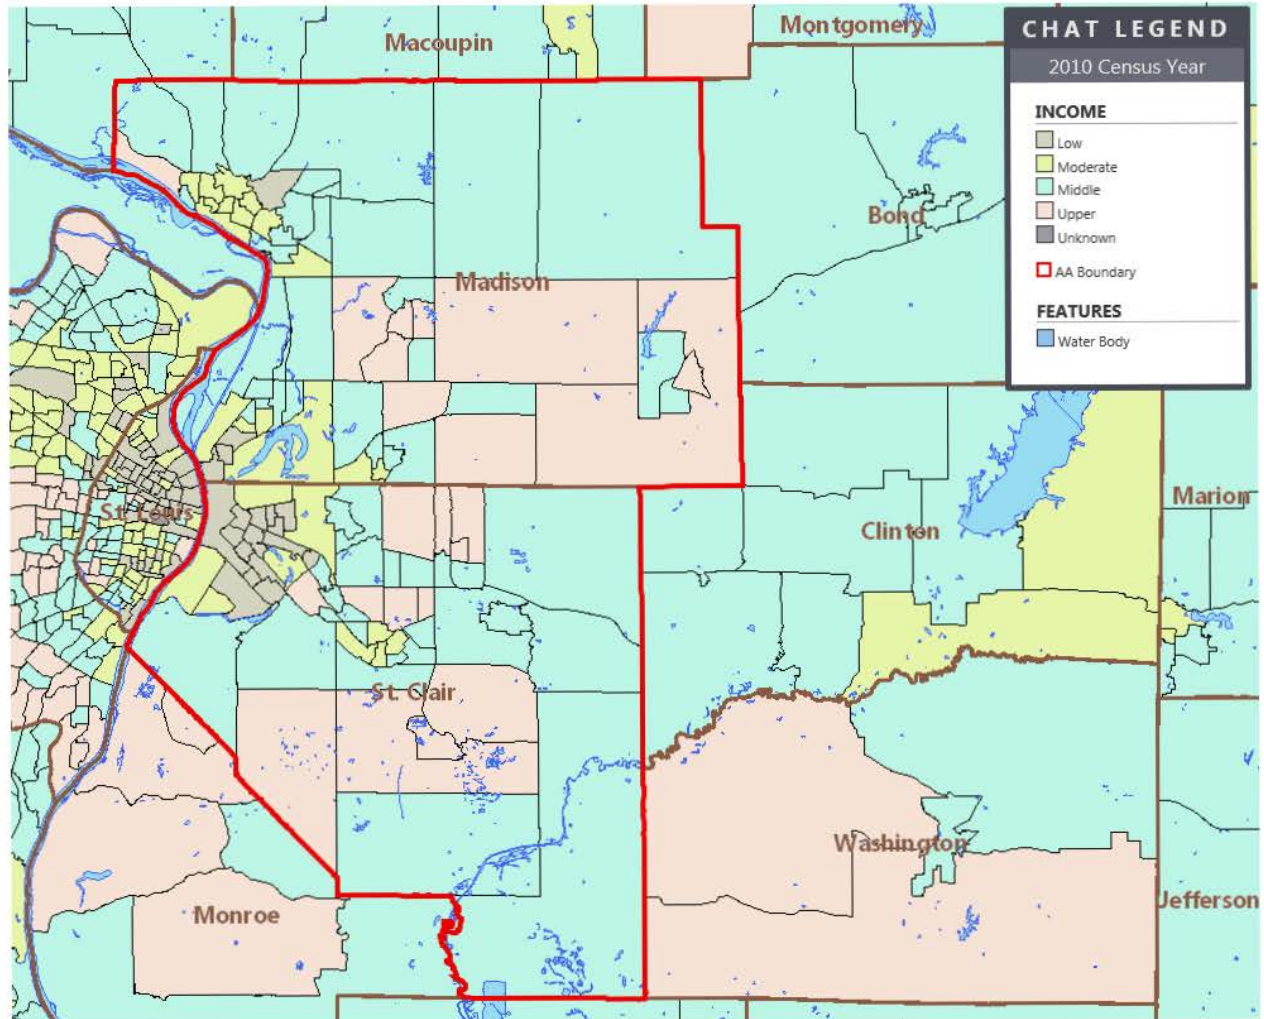 Macoupin
Montgomery
CHAT LEGEND
2010 Census Year
INCOME
Low
Moderate
Middle
Upper
Unknown
AA Boundary
FEATURES
Water Body
Bond
Madison
St. Louis
Clinton
Marion
St. Clair
Washington
Jefferson
Monroe